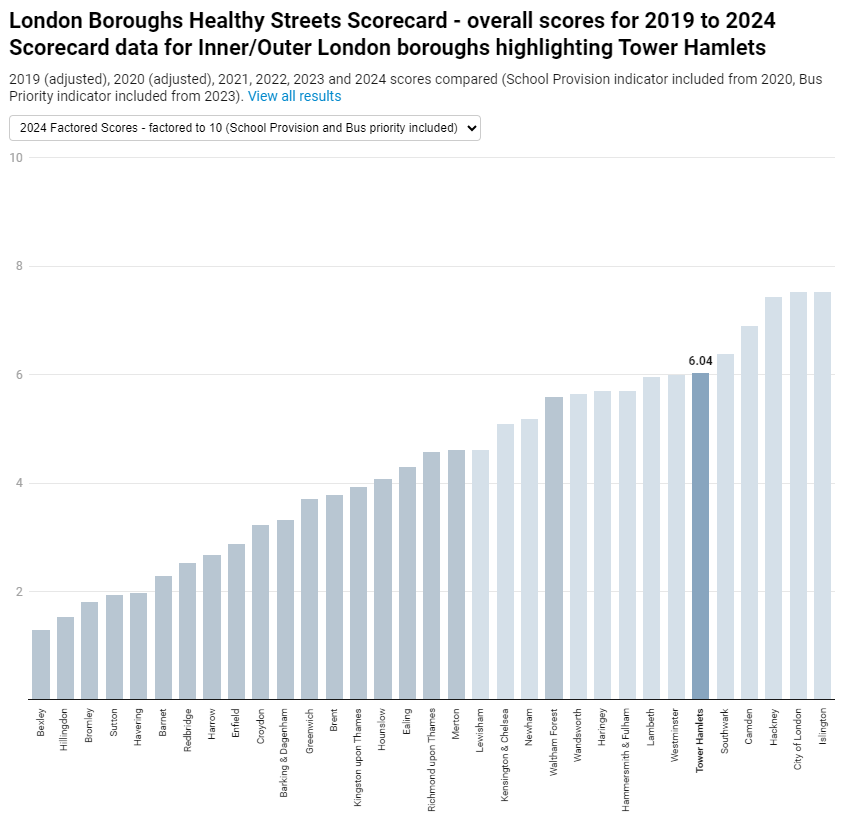 London Boroughs Healthy Streets Scorecard - overall scores for 2019 to 2024
Scorecard data for Inner/Outer London boroughs highlighting Tower Hamlets
2019 (adjusted), 2020 (adjusted), 2021, 2022, 2023 and 2024 scores compared (School Provision indicator included from 2020, Bus
Priority indicator included from 2023). View all results
2024 Factored Scores - factored to 10 (School Provision and Bus priority included)
10
8
6
4
2
6.04
Bexley
Hillingdon
Bromley
Sutton
Havering
Barnet
Redbridge
Harrow
Enfield
Croydon
Barking & Dagenham
Greenwich
Brent
Kingston upon Thames
Hounslow
Ealing
Richmond upon Thames
Merton
Lewisham
Kensington & Chelsea
Newham
Waltham Forest
Wandsworth
Haringey
Hammersmith & Fulham
Lambeth
Westminster
Tower Hamlets
Southwark
Camden
Hackney
City of London
Islington